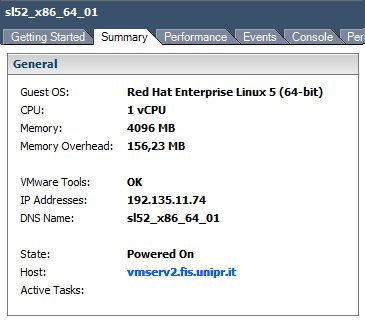 sl52_x86_64_01
Getting Started Summary Performance Events Console Per
General
Guest OS: Red Hat Enterprise Linux 5 (64-bit)
CPU: 1 vCPU
Memory: 4096 MB
Memory Overhead: 156,23 MB
VMware Tools: OK
IP Addresses: 192.135.11.74
DNS Name: sl52_x86_64_01
State: Powered On
Host: vmserv2.fis.unipr.it
Active Tasks: